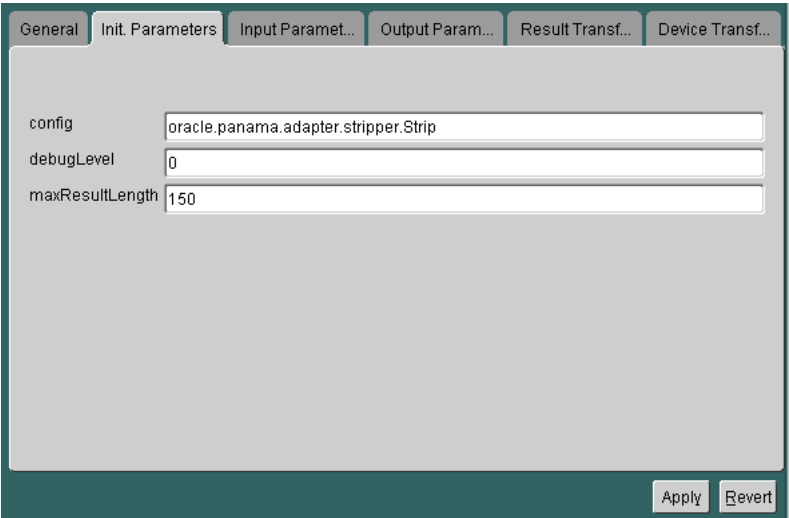 General Init. Parameters Input Paramet... Output Param... Result Transf... Device Transf...
config oracle.panama.adapter.stripper.Strip
debugLevel 0
maxResultLength 150
Apply Revert